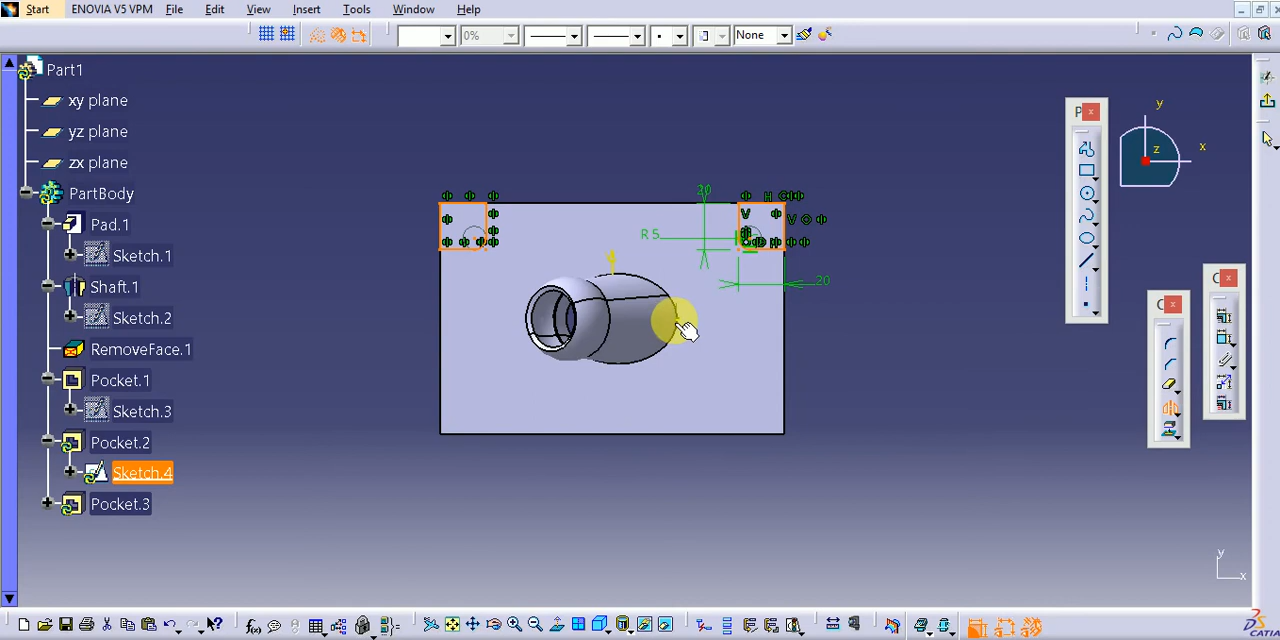 Start ENOVIA V5 VPM File Edit View Insert Tools Window Help
0% None
Part1
xy plane
yz plane
zx plane
PartBody
Pad.1
Sketch.1
Shaft.1
Sketch.2
RemoveFace.1
Pocket.1
Sketch.3
Pocket.2
Sketch.4
Pocket.3
20
H
V
V
R 5
H
20
P
y
x
z
C
C
y
x
CATIA